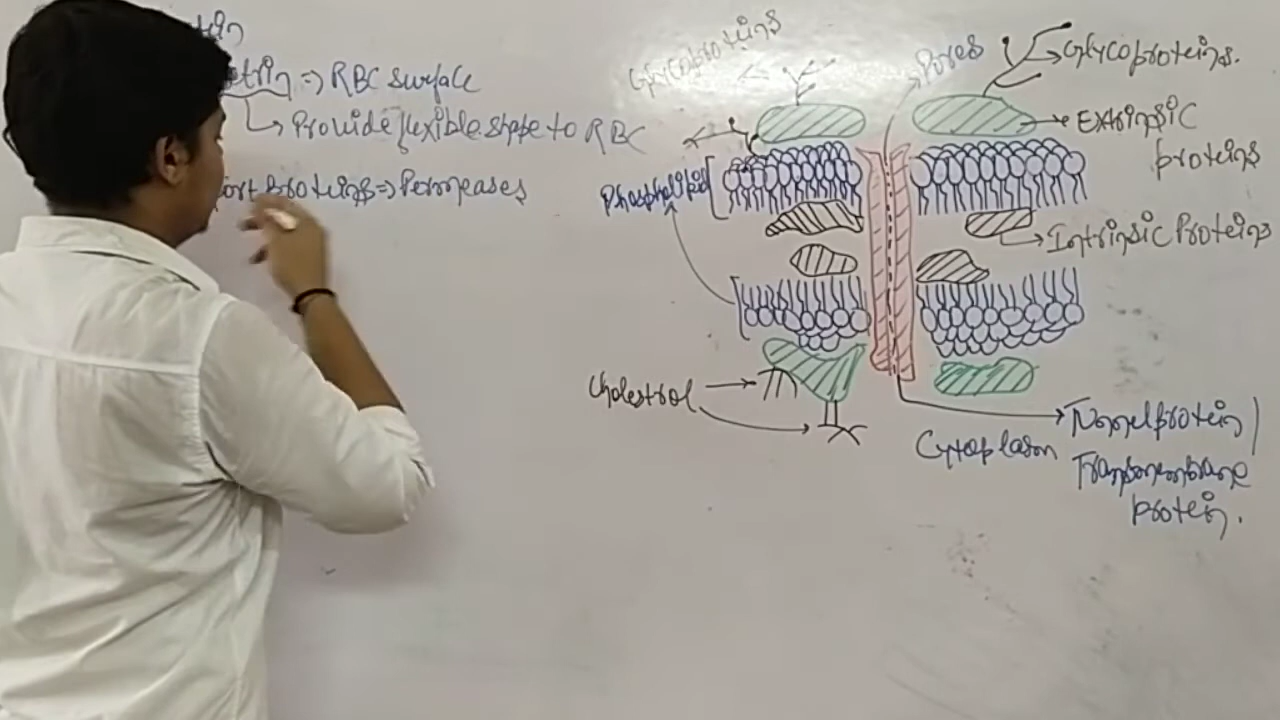 => RBC surface
Provide flexible shape to RBC
proteins => Permeases
Glycoproteins
Pores
Glycoproteins.
Extrinsic
proteins
Phospholipid
Intrinsic Proteins
Cholestrol
Cytoplasm
Tunnel protein /
Transmembrane
protein.